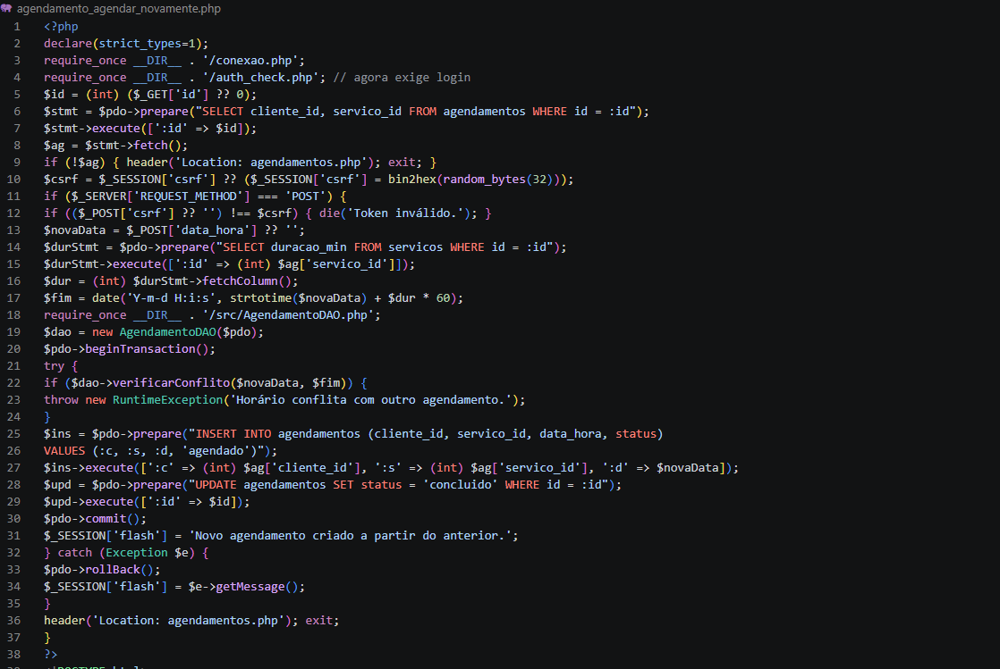 agendamento_agendar_novamente.php
1 <?php
2 declare(strict_types=1);
3 require_once __DIR__ . '/conexao.php';
4 require_once __DIR__ . '/auth_check.php'; // agora exige login
5 $id = (int) ($_GET['id'] ?? 0);
6 $stmt = $pdo->prepare("SELECT cliente_id, servico_id FROM agendamentos WHERE id = :id");
7 $stmt->execute([':id' => $id]);
8 $ag = $stmt->fetch();
9 if (!$ag) { header('Location: agendamentos.php'); exit; }
10 $csrf = $_SESSION['csrf'] ?? ($_SESSION['csrf'] = bin2hex(random_bytes(32)));
11 if ($_SERVER['REQUEST_METHOD'] === 'POST') {
12 if (($_POST['csrf'] ?? '') !== $csrf) { die('Token inválido.'); }
13 $novaData = $_POST['data_hora'] ?? '';
14 $durStmt = $pdo->prepare("SELECT duracao_min FROM servicos WHERE id = :id");
15 $durStmt->execute([':id' => (int) $ag['servico_id']]);
16 $dur = (int) $durStmt->fetchColumn();
17 $fim = date('Y-m-d H:i:s', strtotime($novaData) + $dur * 60);
18 require_once __DIR__ . '/src/AgendamentoDAO.php';
19 $dao = new AgendamentoDAO($pdo);
20 $pdo->beginTransaction();
21 try {
22 if ($dao->verificarConflito($novaData, $fim)) {
23 throw new RuntimeException('Horário conflita com outro agendamento.');
24 }
25 $ins = $pdo->prepare("INSERT INTO agendamentos (cliente_id, servico_id, data_hora, status)
26 VALUES (:c, :s, :d, 'agendado')");
27 $ins->execute([':c' => (int) $ag['cliente_id'], ':s' => (int) $ag['servico_id'], ':d' => $novaData]);
28 $upd = $pdo->prepare("UPDATE agendamentos SET status = 'concluido' WHERE id = :id");
29 $upd->execute([':id' => $id]);
30 $pdo->commit();
31 $_SESSION['flash'] = 'Novo agendamento criado a partir do anterior.';
32 } catch (Exception $e) {
33 $pdo->rollBack();
34 $_SESSION['flash'] = $e->getMessage();
35 }
36 header('Location: agendamentos.php'); exit;
37 }
38 ?>